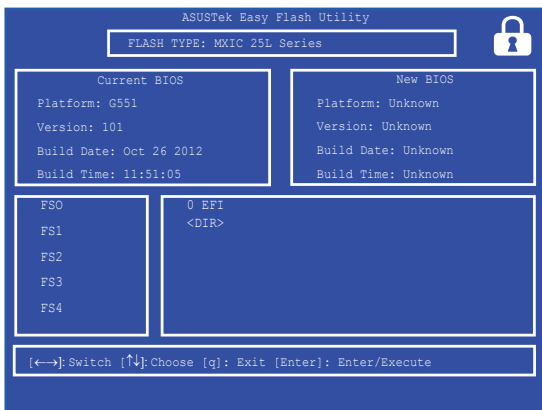 ASUSTek Easy Flash Utility
FLASH TYPE: MXIC 25L Series
Current BIOS
Platform: G551
Version: 101
Build Date: Oct 26 2012
Build Time: 11:51:05
New BIOS
Platform: Unknown
Version: Unknown
Build Date: Unknown
Build Time: Unknown
FSO
FS1
FS2
FS3
FS4
0 EFI
<DIR>
[←→]: Switch [↑↓]: Choose [q]: Exit [Enter]: Enter/Execute